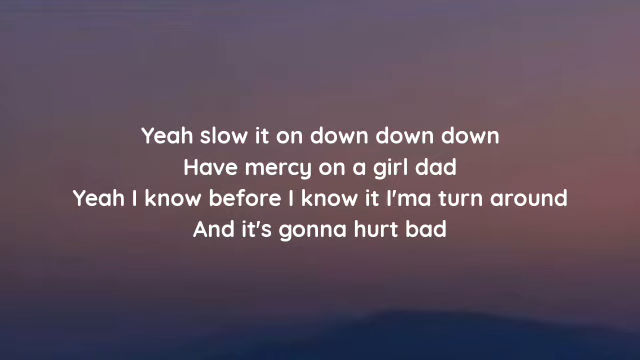 Yeah slow it on down down down
Have mercy on a girl dad
Yeah I know before I know it I'ma turn around
And it's gonna hurt bad